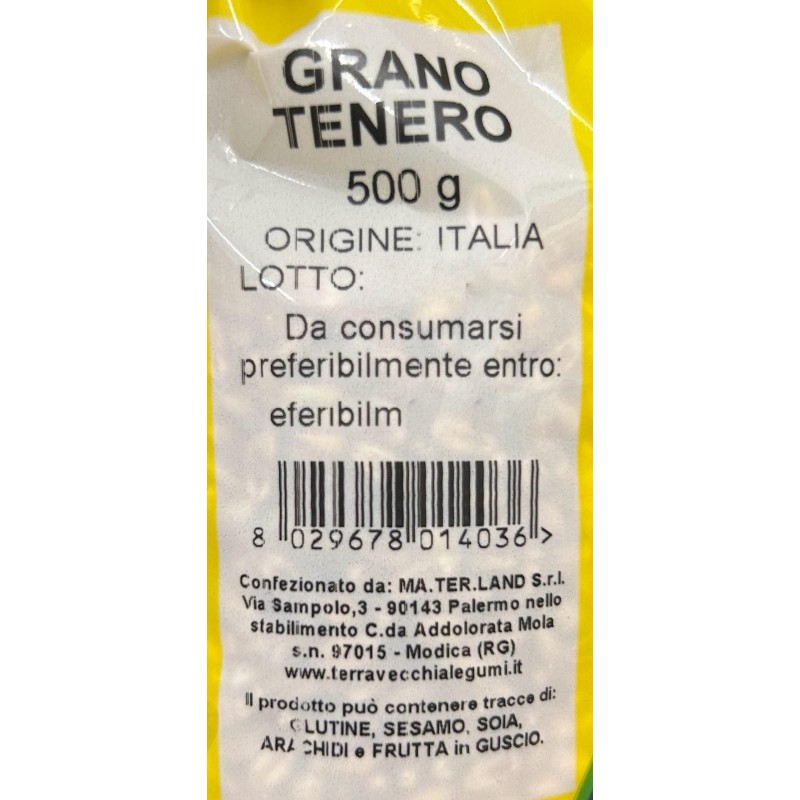 GRANO
TENERO
500 g
ORIGINE: ITALIA
LOTTO:
Da consumarsi
preferibilmente entro:
eferibilm
8 029678 014036 >
Confezionato da: MA.TER.LAND S.r.l.
Via Sampolo,3 - 90143 Palermo nello
stabilimento C.da Addolorata Mola
s.n. 97015 - Modica (RG)
www.terravecchialegumi.it
Il prodotto può contenere tracce di:
GLUTINE, SESAMO, SOIA,
ARACHIDI e FRUTTA in GUSCIO.